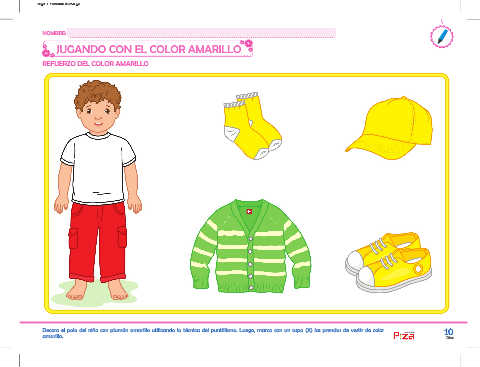 NOMBRE:
JUGANDO CON EL COLOR AMARILLO
REFUERZO DEL COLOR AMARILLO
Decora el polo del niño con plumón amarillo utilizando la técnica del puntillismo. Luego, marca con un aspa (X) las prendas de vestir de color
amarillo.
10